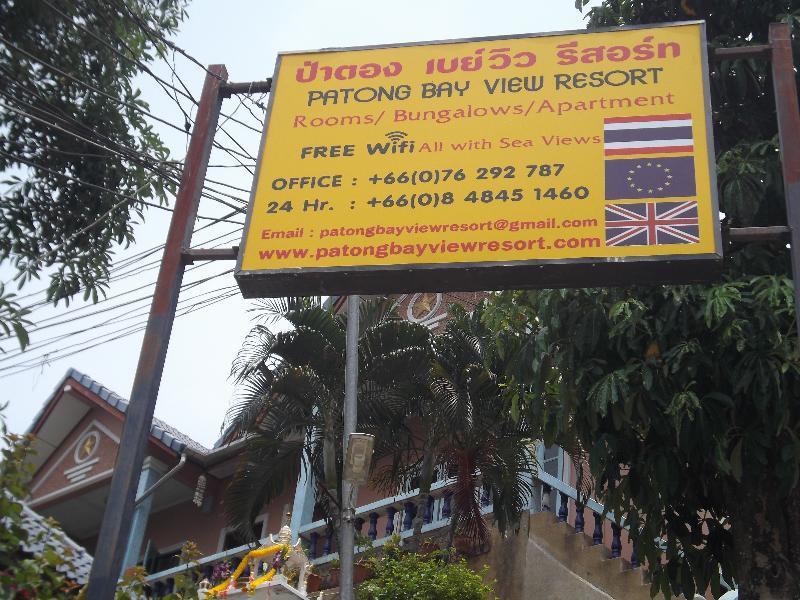 ป่าตอง เบย์วิว รีสอร์ท
PATONG BAY VIEW RESORT
Rooms/ Bungalows/Apartment
FREE Wifi All with Sea Views
OFFICE : +66(0)76 292 787
24 Hr. : +66(0)8 4845 1460
Email : patongbayviewresort@gmail.com
www.patongbayviewresort.com